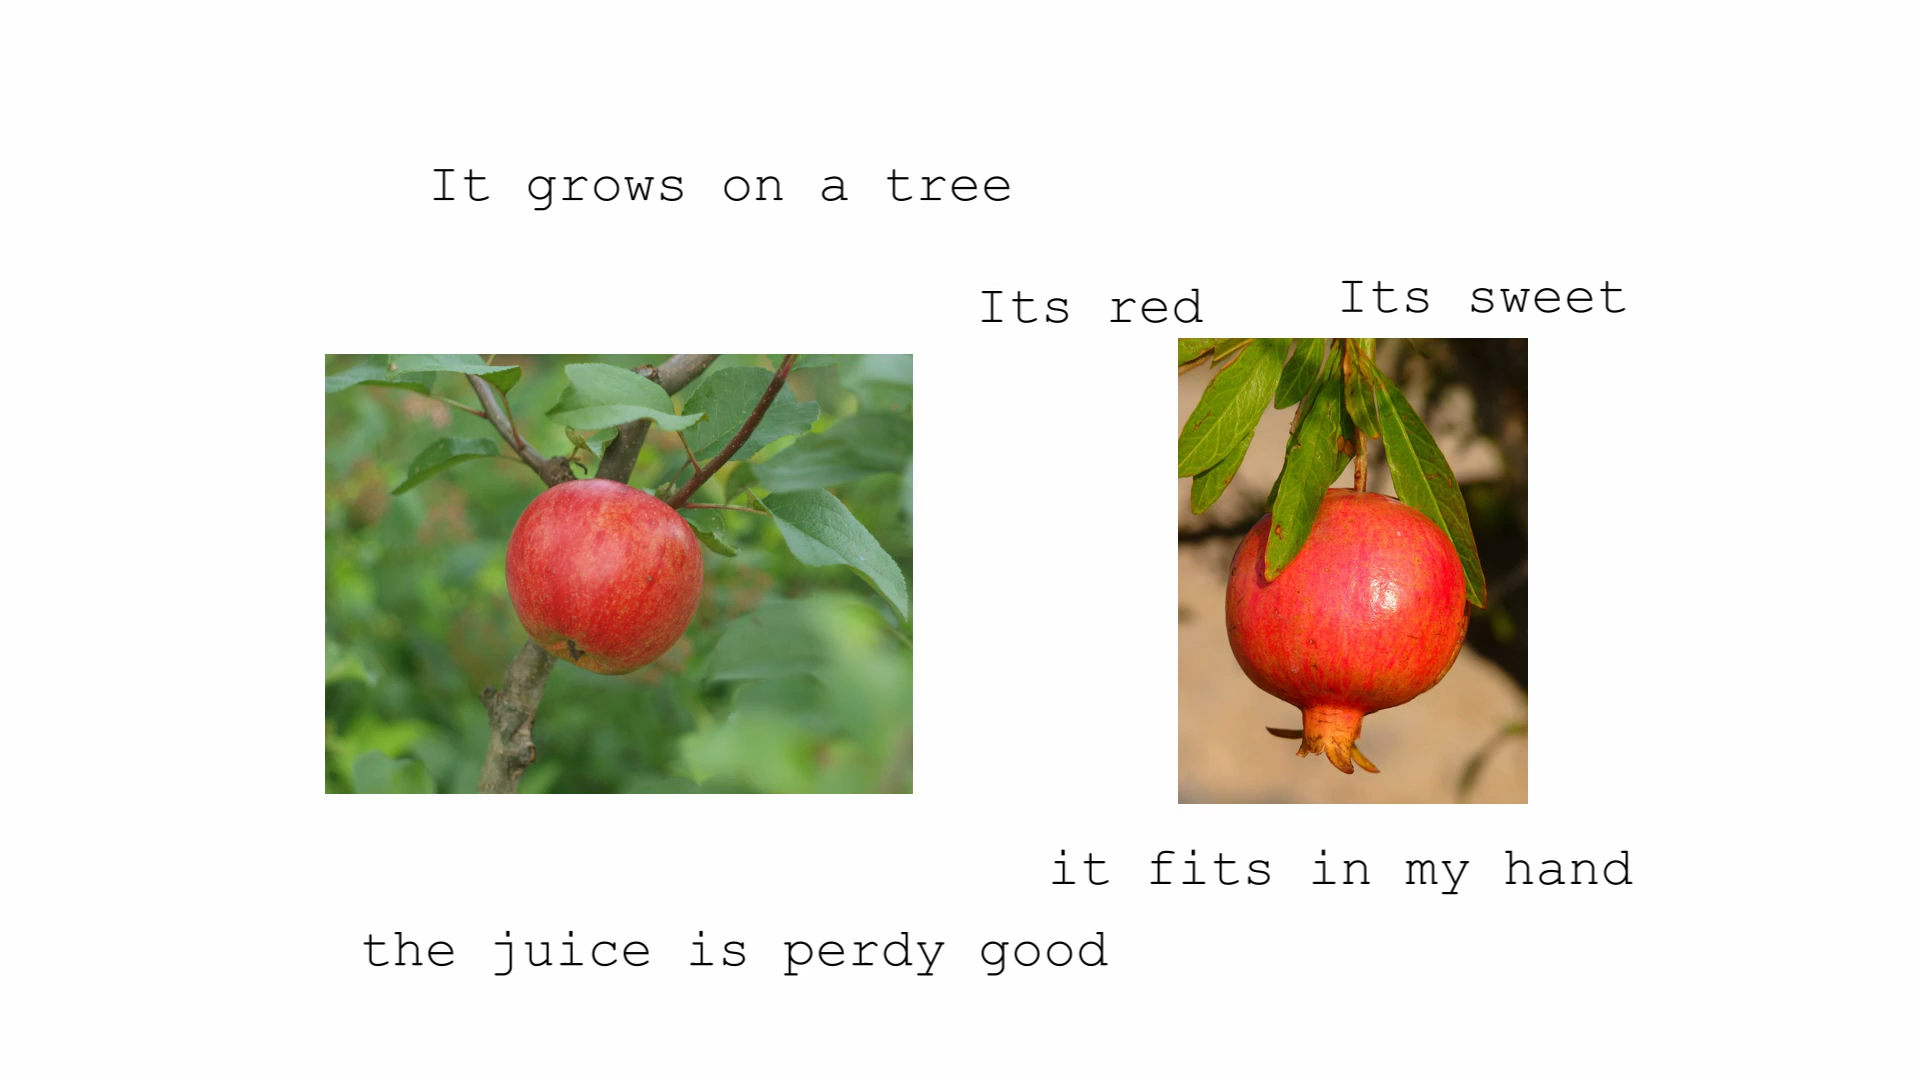 It grows on a tree
Its red
Its sweet
it fits in my hand
the juice is perdy good